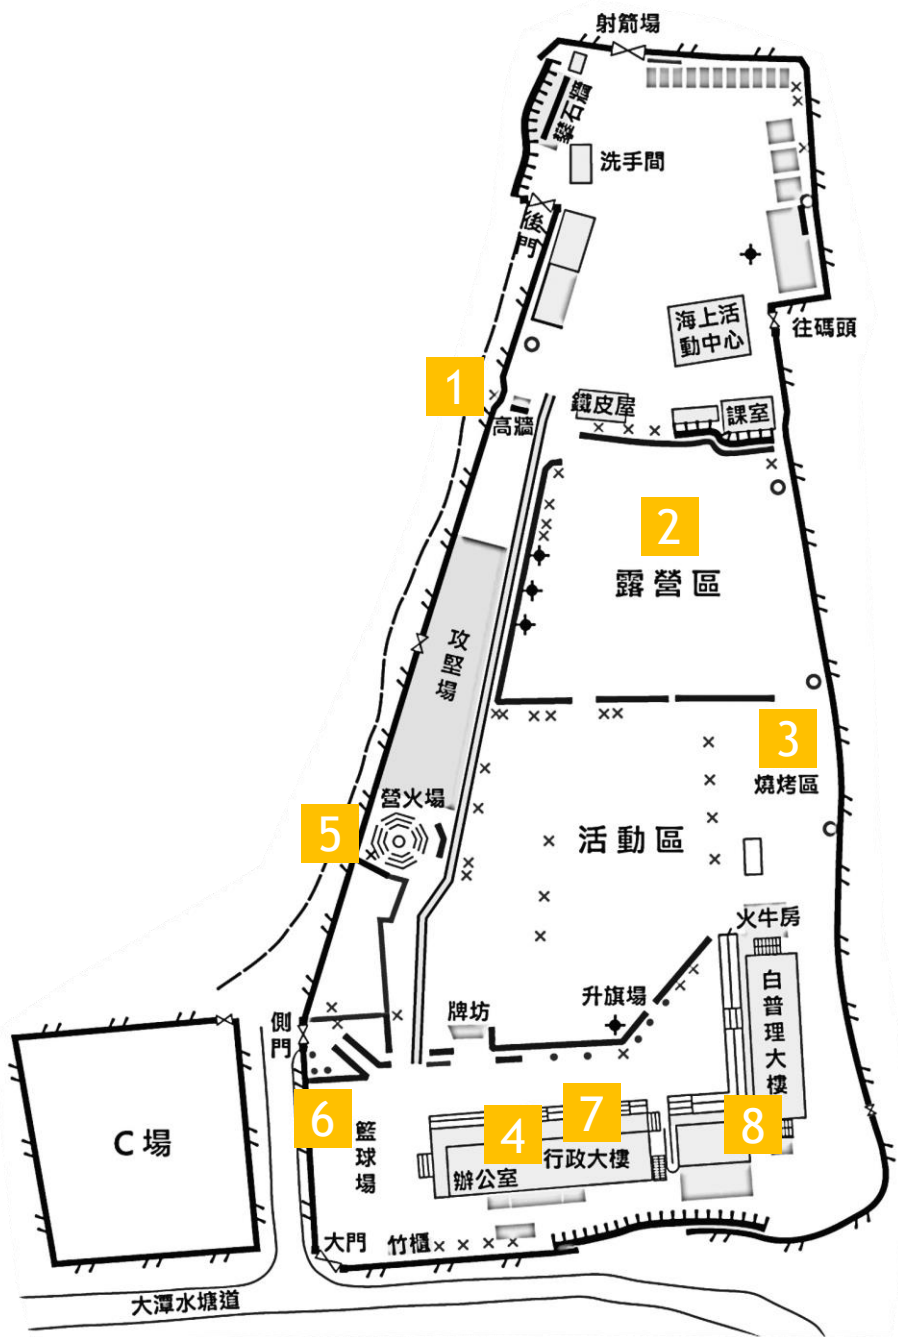 射箭場
攀石牆
洗手間
後門
海上活
動中心
往碼頭
1
鐵皮屋
課室
高牆
2
露營區
攻堅場
3
燒烤區
營火場
5
活動區
火牛房
白普理大樓
升旗場
牌坊
側門
6
籃球場
4
7
8
行政大樓
辦公室
C場
大門
竹櫃
大潭水塘道